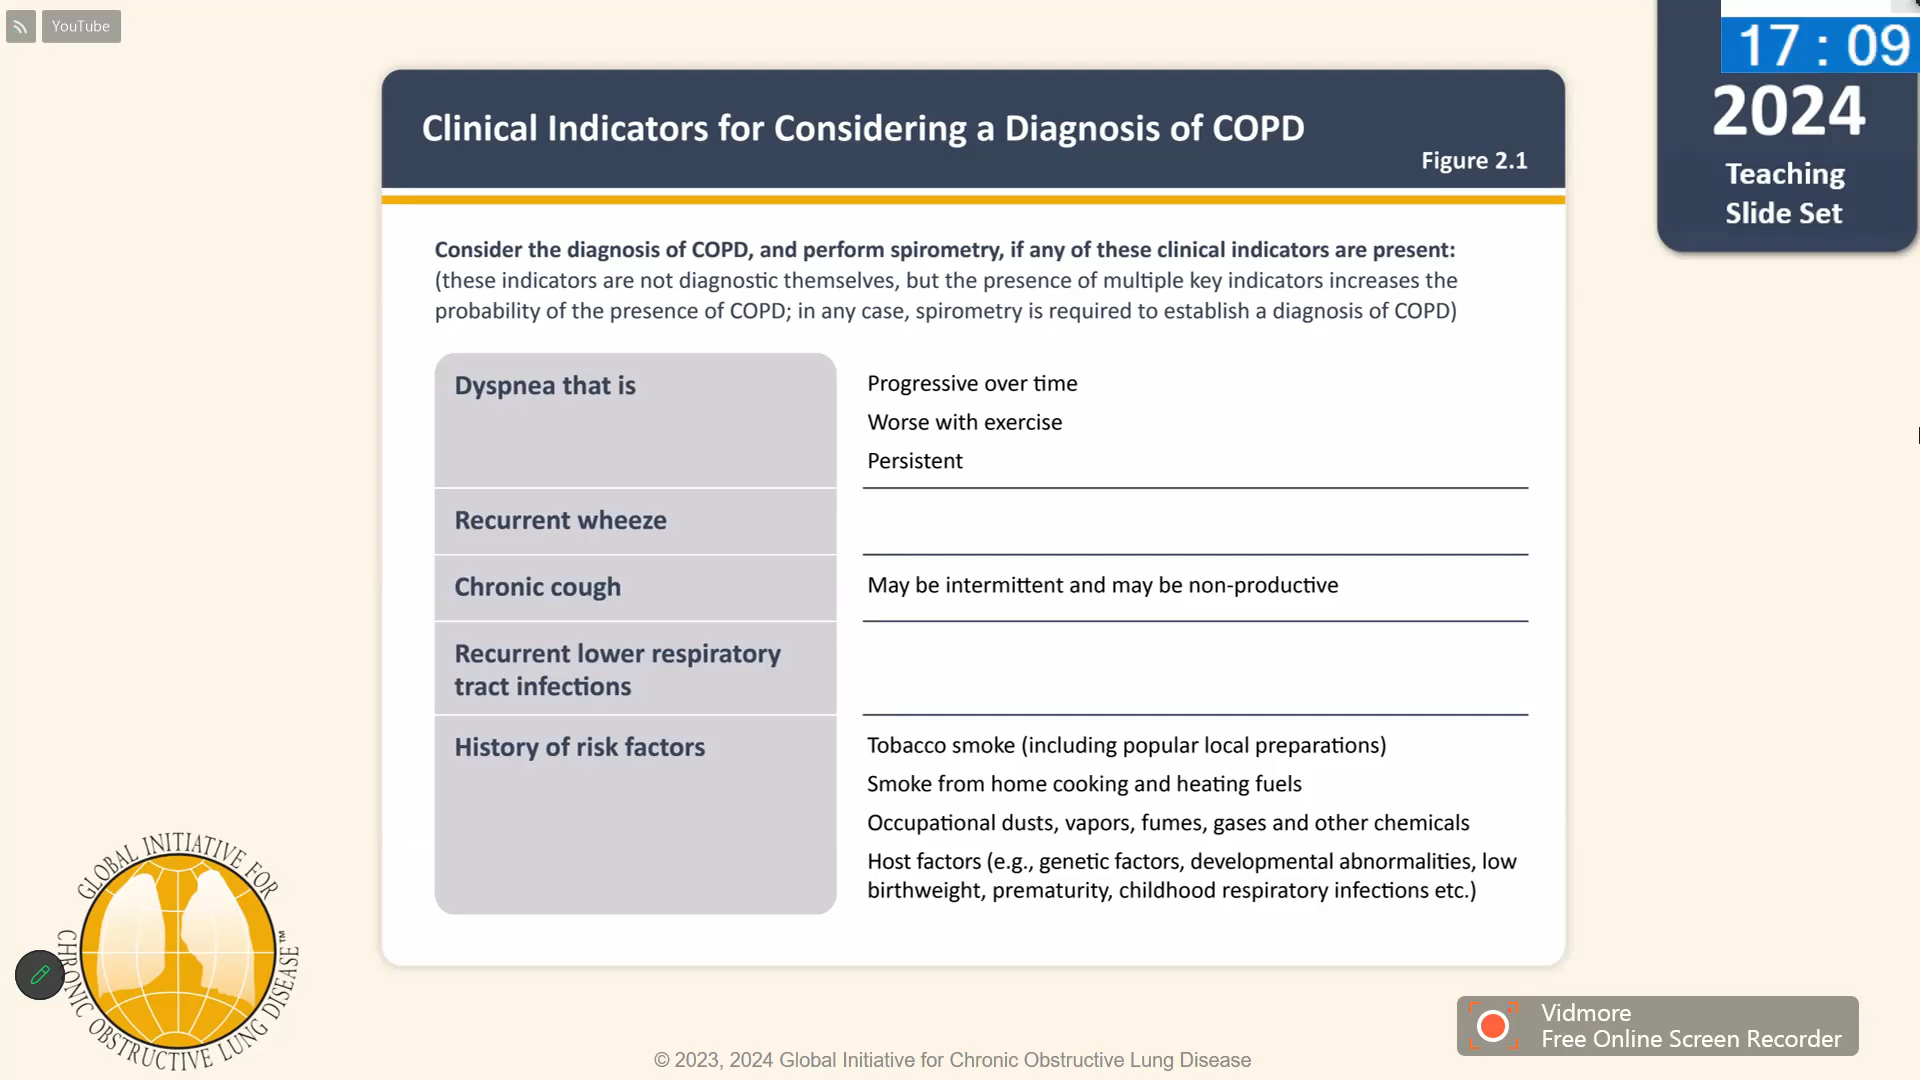 YouTube
17 : 09
2024
Teaching
Slide Set
Clinical Indicators for Considering a Diagnosis of COPD
Figure 2.1
Consider the diagnosis of COPD, and perform spirometry, if any of these clinical indicators are present:
(these indicators are not diagnostic themselves, but the presence of multiple key indicators increases the
probability of the presence of COPD; in any case, spirometry is required to establish a diagnosis of COPD)
Dyspnea that is
Progressive over time
Worse with exercise
Persistent
Recurrent wheeze
Chronic cough
May be intermittent and may be non-productive
Recurrent lower respiratory
tract infections
History of risk factors
Tobacco smoke (including popular local preparations)
Smoke from home cooking and heating fuels
Occupational dusts, vapors, fumes, gases and other chemicals
Host factors (e.g., genetic factors, developmental abnormalities, low
birthweight, prematurity, childhood respiratory infections etc.)
GLOBAL INITIATIVE FOR
CHRONIC OBSTRUCTIVE LUNG DISEASE™
Vidmore
Free Online Screen Recorder
© 2023, 2024 Global Initiative for Chronic Obstructive Lung Disease